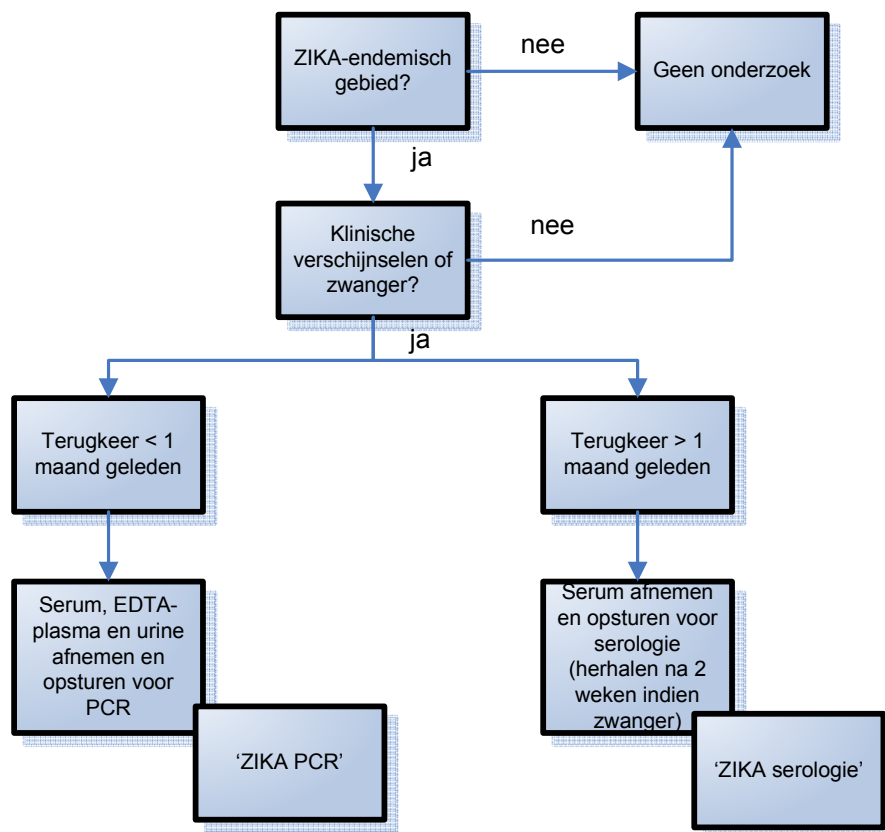 ZIKA-endemisch
gebied?
nee
Geen onderzoek
ja
Klinische
verschijnselen of
zwanger?
nee
ja
Terugkeer < 1
maand geleden
Terugkeer > 1
maand geleden
Serum, EDTA-
plasma en urine
afnemen en
opsturen voor
PCR
Serum afnemen
en opsturen voor
serologie
(herhalen na 2
weken indien
zwanger)
‘ZIKA PCR’
‘ZIKA serologie’